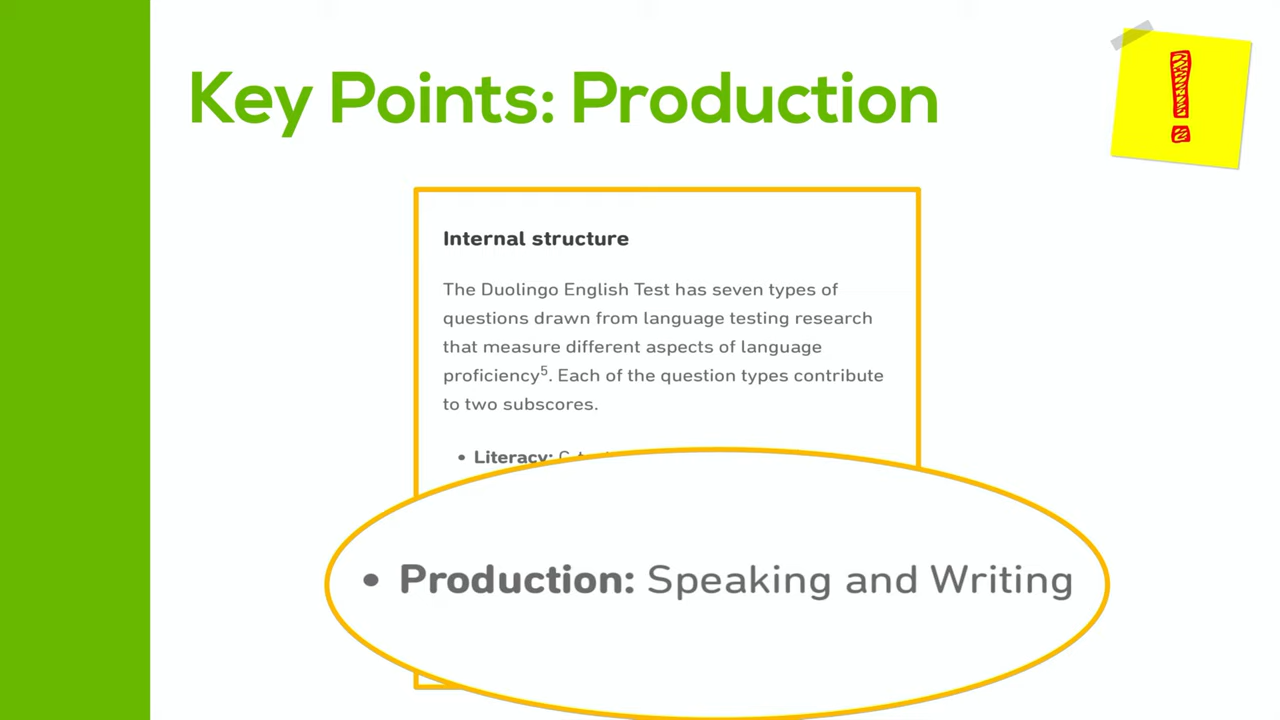 Key Points: Production
!
Internal structure
The Duolingo English Test has seven types of
questions drawn from language testing research
that measure different aspects of language
proficiency⁵. Each of the question types contribute
to two subscores.
• Literacy:
• Production: Speaking and Writing